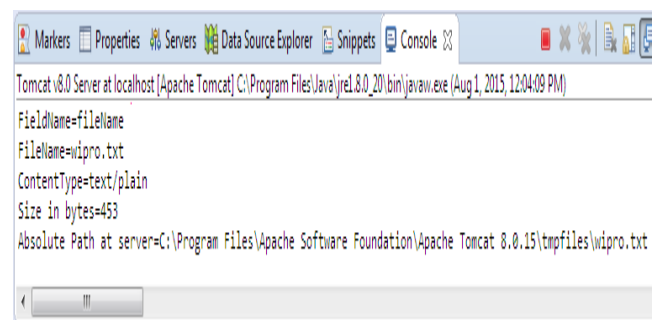 Markers Properties Servers Data Source Explorer Snippets Console
Tomcat v8.0 Server at localhost [Apache Tomcat] C:\Program Files\Java\jre1.8.0_20\bin\javaw.exe (Aug 1, 2015, 12:04:09 PM)
FieldName=fileName
FileName=wipro.txt
ContentType=text/plain
Size in bytes=453
Absolute Path at server=C:\Program Files\Apache Software Foundation\Apache Tomcat 8.0.15\tmpfiles\wipro.txt